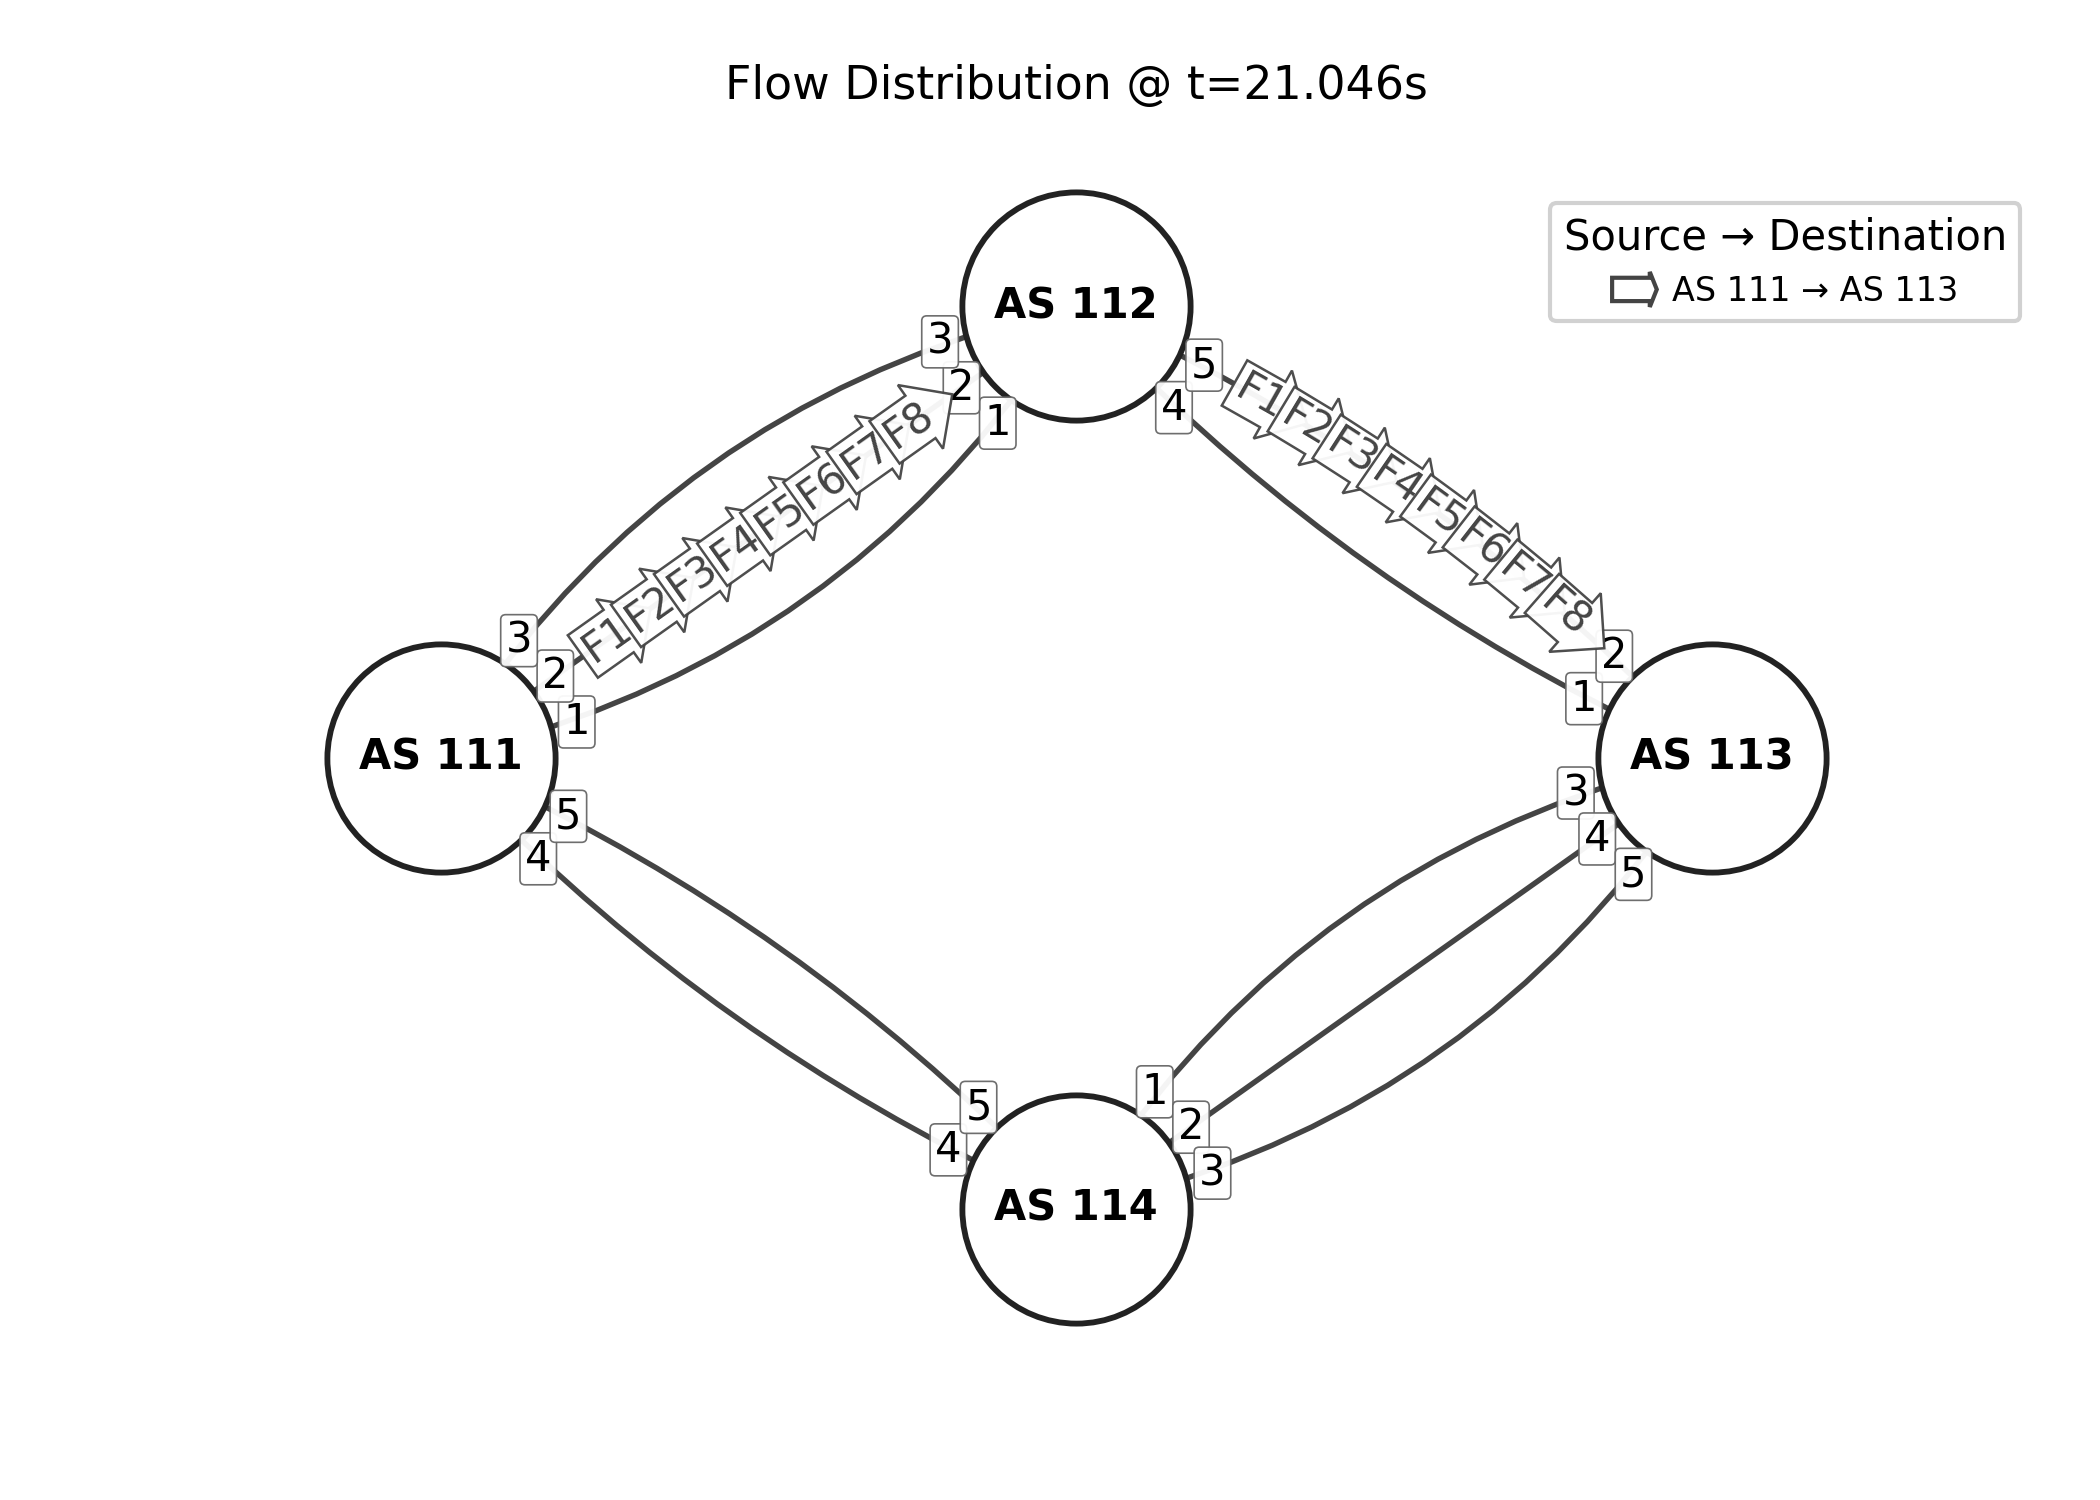 Flow Distribution @ t=21.046s
Source → Destination
AS 111 → AS 113
AS 112
3
2
1
5
4
F1
F2
F3
F4
F5
F6
F7
F8
F1
F2
F3
F4
F5
F6
F7
F8
AS 111
3
2
1
5
4
AS 113
2
1
3
4
5
AS 114
5
4
1
2
3